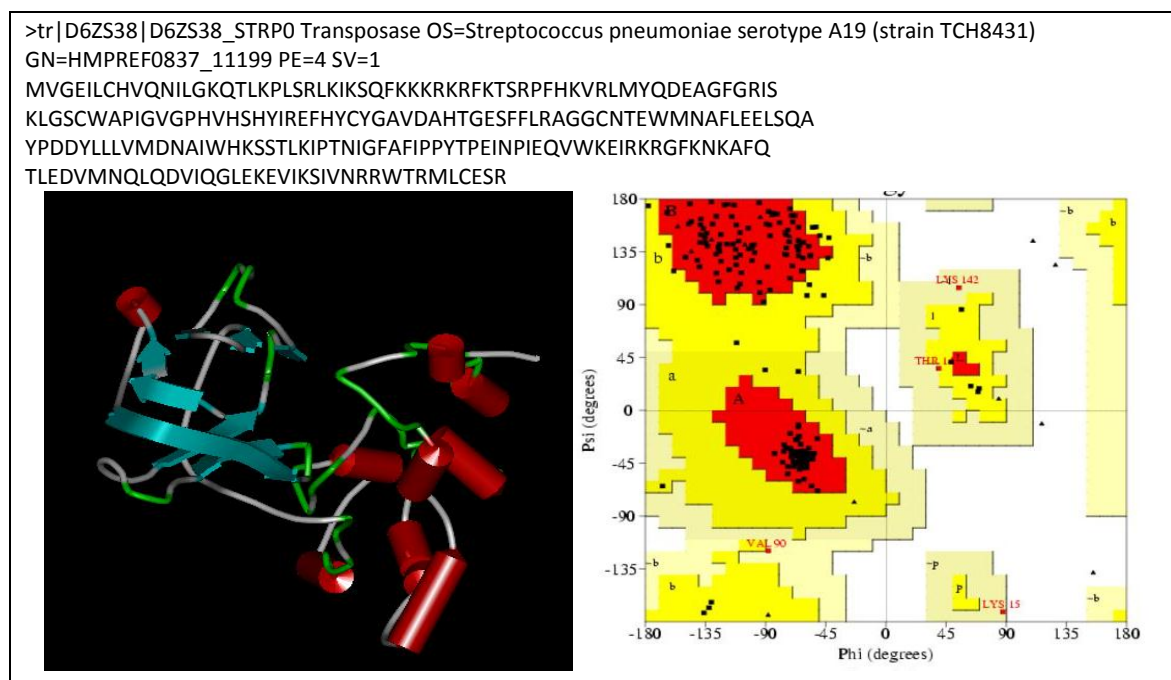 >tr|D6ZS38|D6ZS38_STRP0 Transposase OS=Streptococcus pneumoniae serotype A19 (strain TCH8431)
GN=HMPREF0837_11199 PE=4 SV=1
MVGEILCHVQNILGKQTLKPLSRLKIKSQFKKKRKRFKTSRPFHKVRLMYQDEAGFGRIS
KLGSCWAPIGVGPHVHSHYIREFHYCYGAVDAHTGESFFLRAGGCNTEWMNAFLEELSQA
YPDDYLLLVMDNAIWHKSSTLKIPTNIGFAFIPPYTPEINPIEQVWKEIRKRGFKNKAFQ
TLEDVMNQLQDVIQGLEKEVIKSIVNRRWTRMLCESR
180
B
~b
b
135
b
~b
LYS 142
90
l
45
THR
a
A
Psi (degrees)
0
~a
-45
-90
VAL 90
-135
~b
~p
b
b
p
~b
LYS 15
-180 -135 -90 -45 0 45 90 135 180
Phi (degrees)